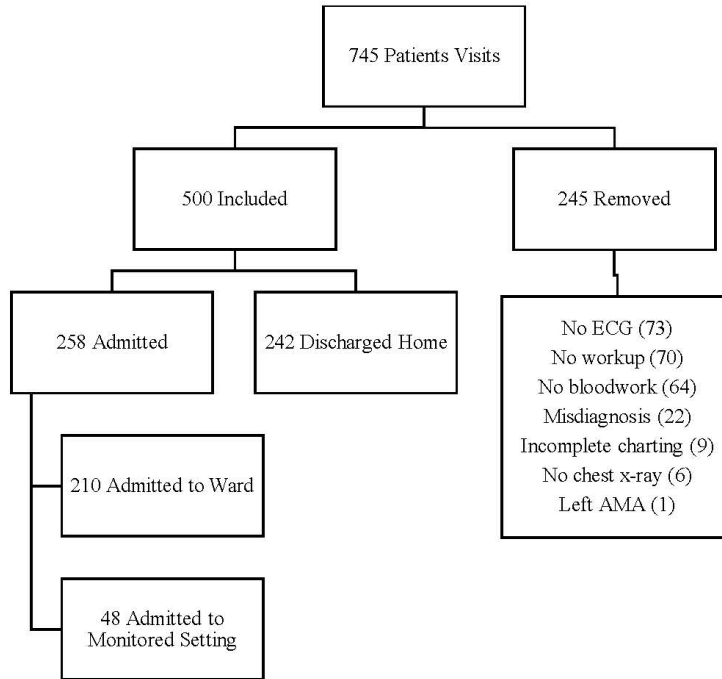 745 Patients Visits
500 Included
245 Removed
258 Admitted
242 Discharged Home
No ECG (73)
No workup (70)
No bloodwork (64)
Misdiagnosis (22)
Incomplete charting (9)
No chest x-ray (6)
Left AMA (1)
210 Admitted to Ward
48 Admitted to
Monitored Setting